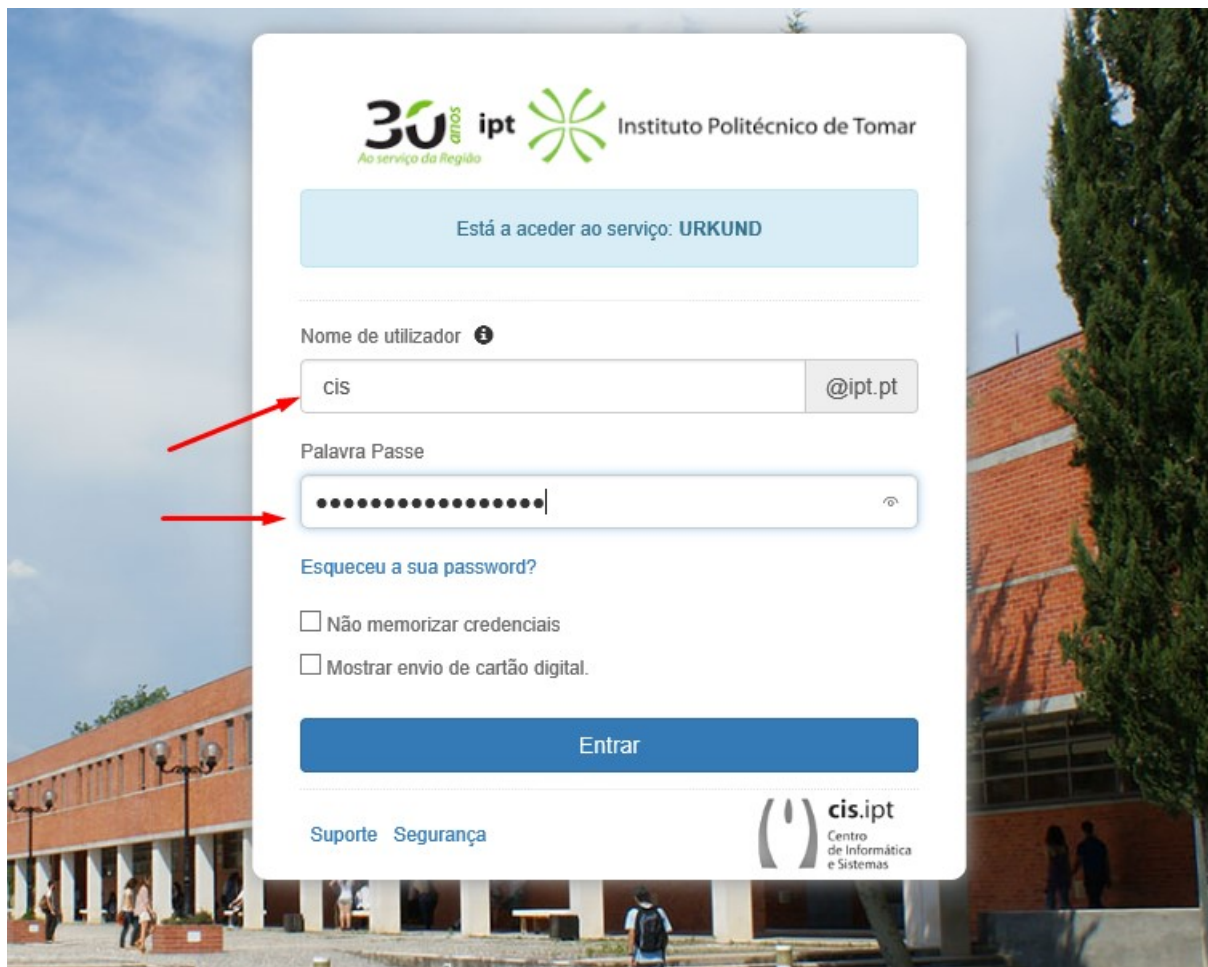 30 anos
Ao serviço da Região
ipt
Instituto Politécnico de Tomar
Está a aceder ao serviço: URKUND
Nome de utilizador
cis
@ipt.pt
Palavra Passe
Esqueceu a sua password?
Não memorizar credenciais
Mostrar envio de cartão digital.
Entrar
Suporte Segurança
cis.ipt
Centro
de Informática
e Sistemas